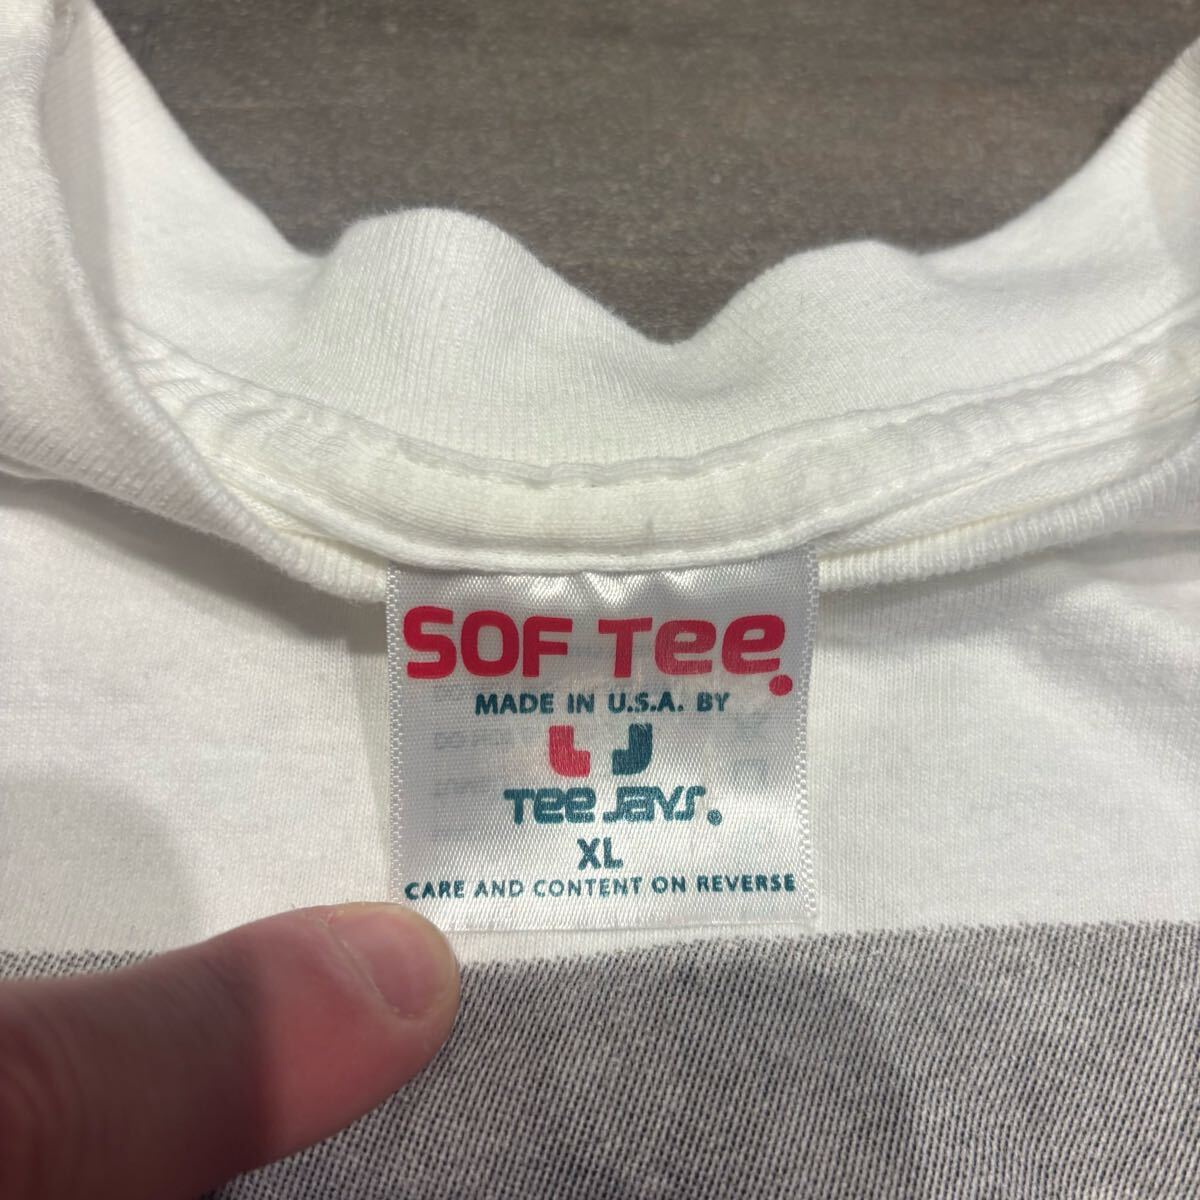 SOF Tee.
MADE IN U.S.A. BY
Tee Jays.
XL
CARE AND CONTENT ON REVERSE